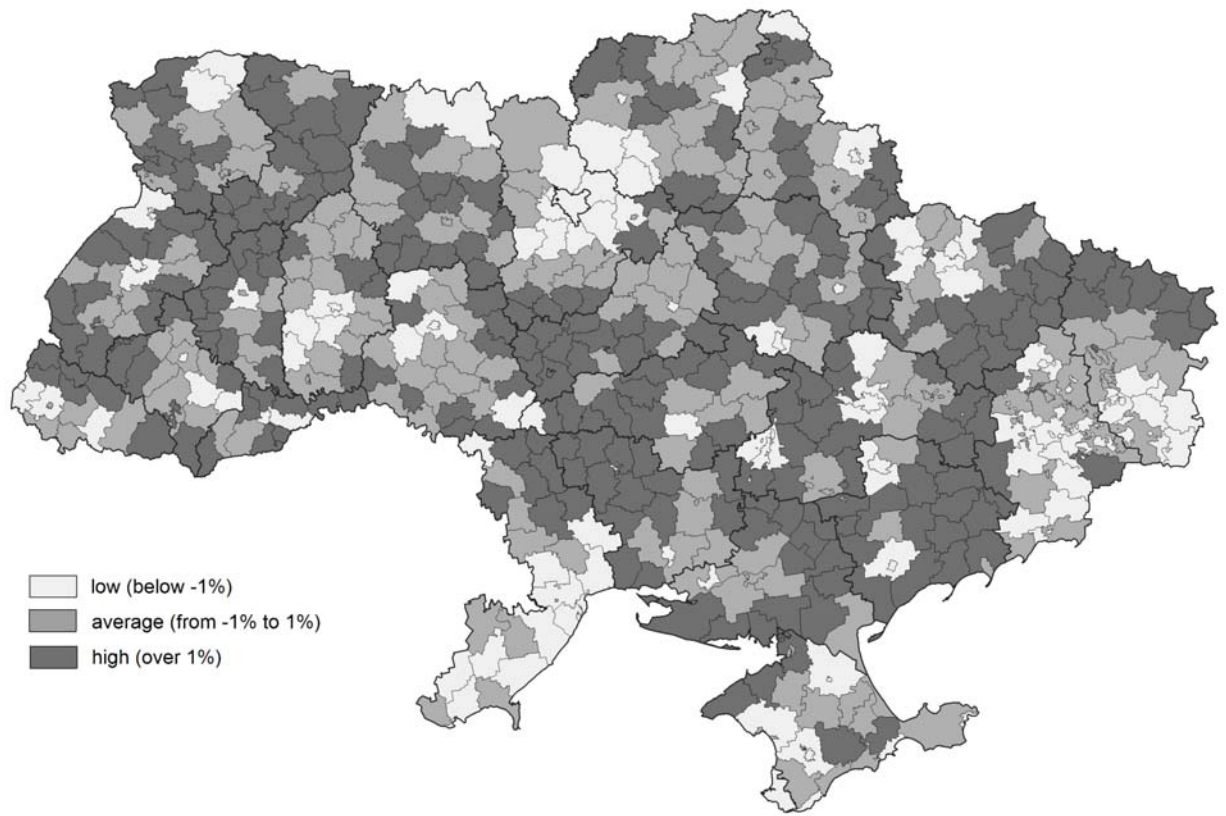 low (below -1%)
average (from -1% to 1%)
high (over 1%)